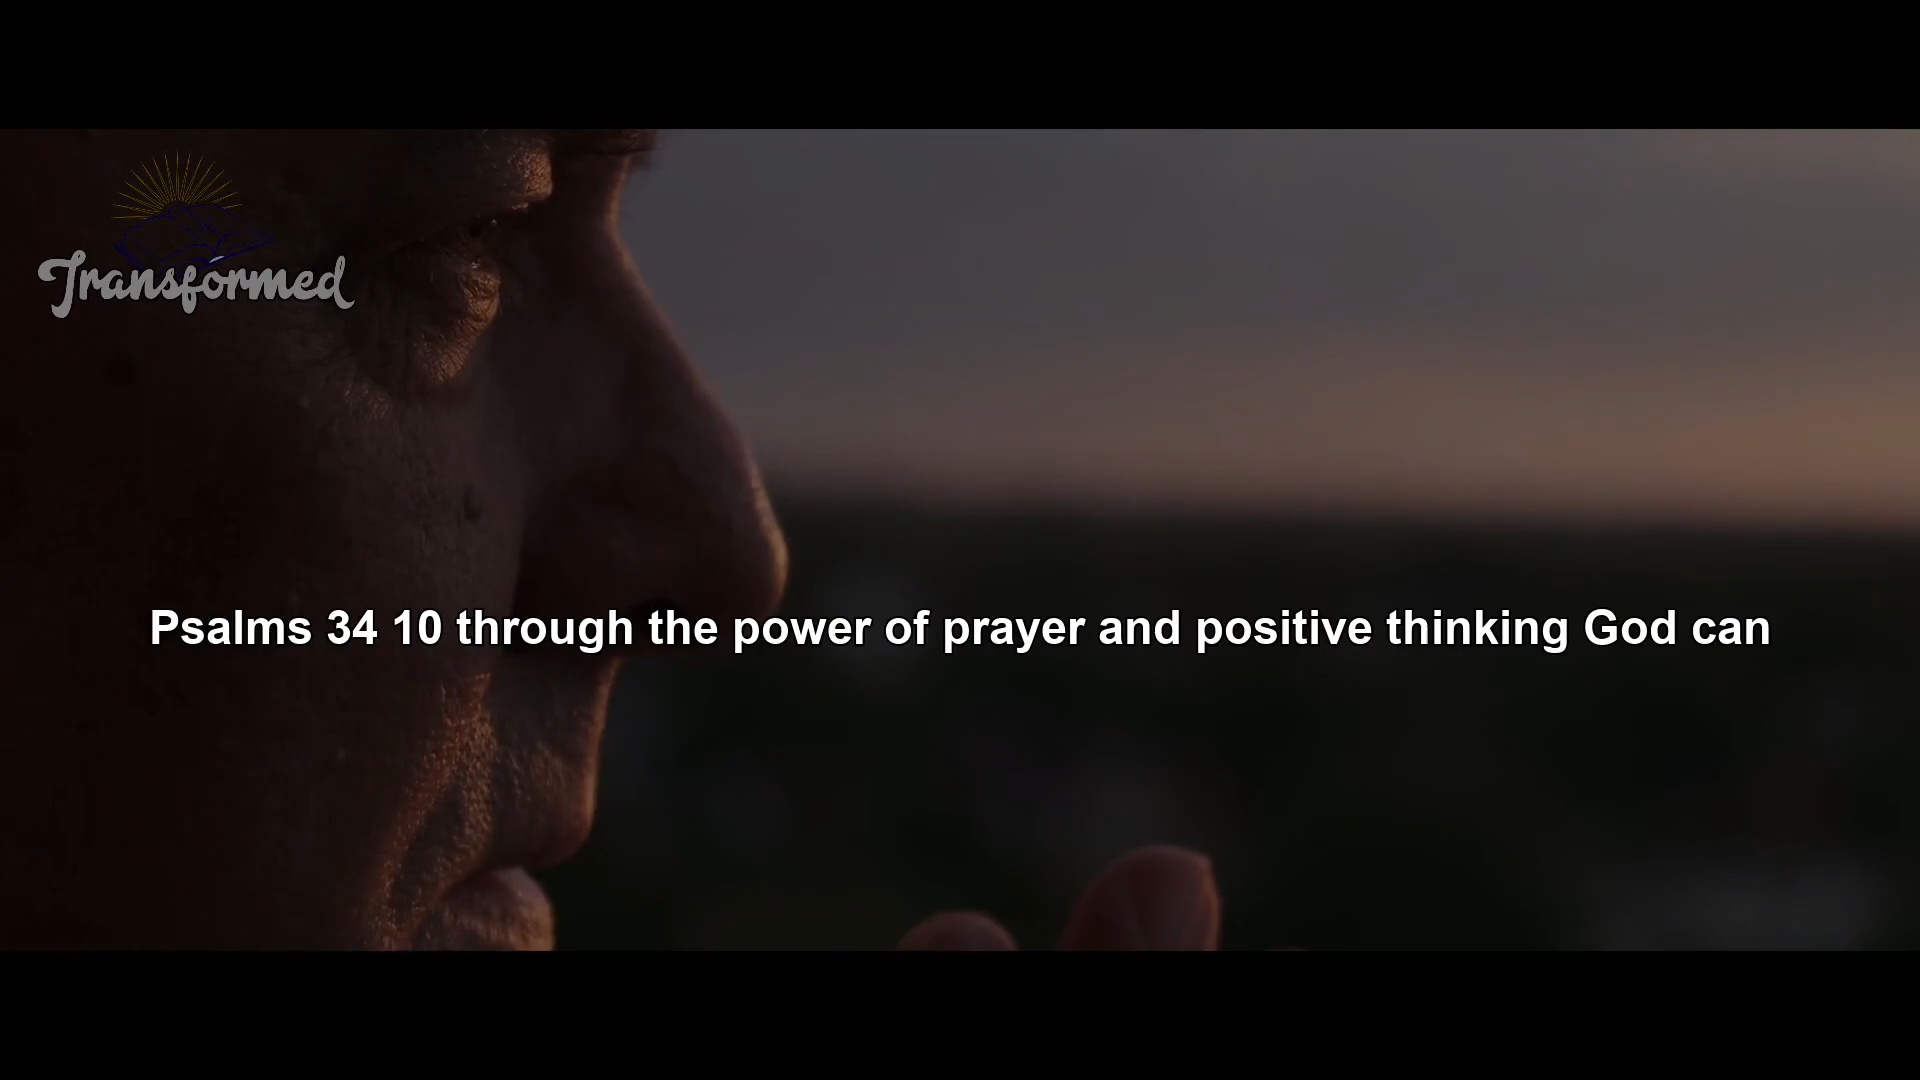 Transformed
Psalms 34 10 through the power of prayer and positive thinking God can